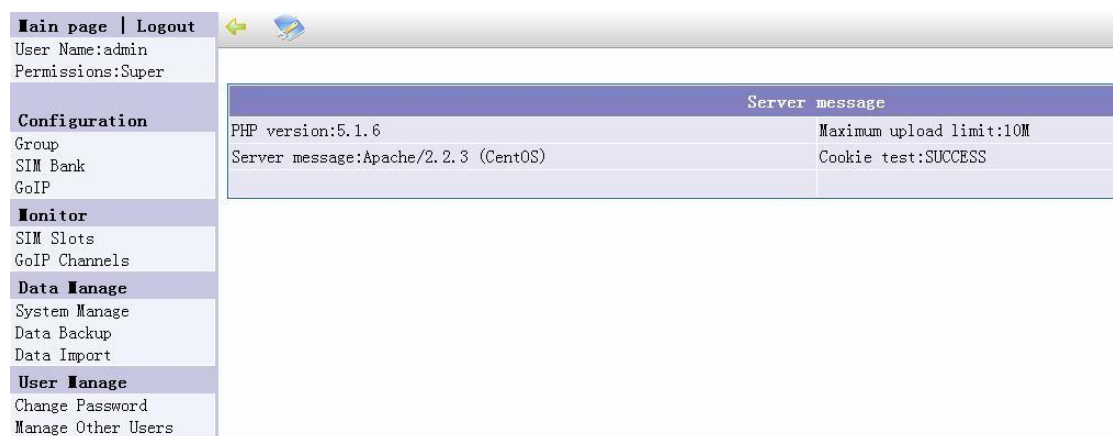 Main page | Logout
User Name:admin
Permissions:Super
Configuration
Group
SIM Bank
GoIP
Monitor
SIM Slots
GoIP Channels
Data Manage
System Manage
Data Backup
Data Import
User Manage
Change Password
Manage Other Users
Server message
PHP version:5.1.6 Maximum upload limit:10M
Server message:Apache/2.2.3 (CentOS) Cookie test:SUCCESS